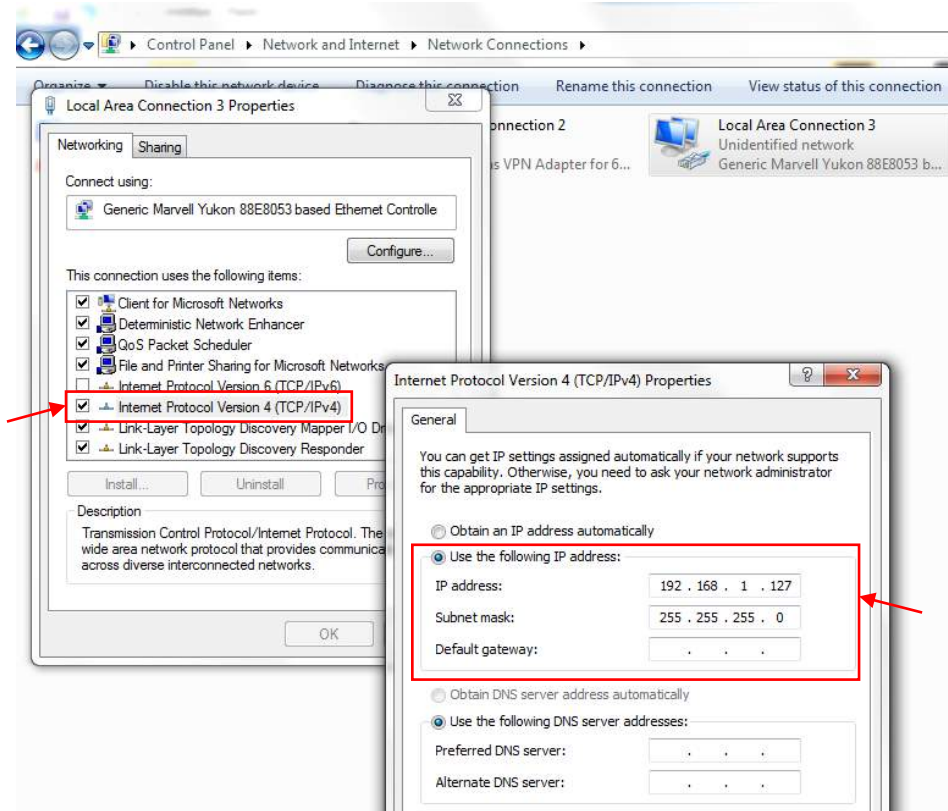 Control Panel Network and Internet Network Connections
Organize Disable this network device Diagnose this connection Rename this connection View status of this connection
Local Area Connection 3 Properties
Networking Sharing
Connect using:
Generic Marvell Yukon 88E8053 based Ethernet Controlle
Configure...
This connection uses the following items:
Client for Microsoft Networks
Deterministic Network Enhancer
QoS Packet Scheduler
File and Printer Sharing for Microsoft Networks
Internet Protocol Version 6 (TCP/IPv6)
Internet Protocol Version 4 (TCP/IPv4)
Link-Layer Topology Discovery Mapper I/O Dr
Link-Layer Topology Discovery Responder
Install... Uninstall Pro
Description
Transmission Control Protocol/Internet Protocol. The
wide area network protocol that provides communica
across diverse interconnected networks.
OK
onnection 2
s VPN Adapter for 6...
Local Area Connection 3
Unidentified network
Generic Marvell Yukon 88E8053 b...
Internet Protocol Version 4 (TCP/IPv4) Properties
General
You can get IP settings assigned automatically if your network supports
this capability. Otherwise, you need to ask your network administrator
for the appropriate IP settings.
Obtain an IP address automatically
Use the following IP address:
IP address: 192 . 168 . 1 . 127
Subnet mask: 255 . 255 . 255 . 0
Default gateway: . . .
Obtain DNS server address automatically
Use the following DNS server addresses:
Preferred DNS server: . . .
Alternate DNS server: . . .